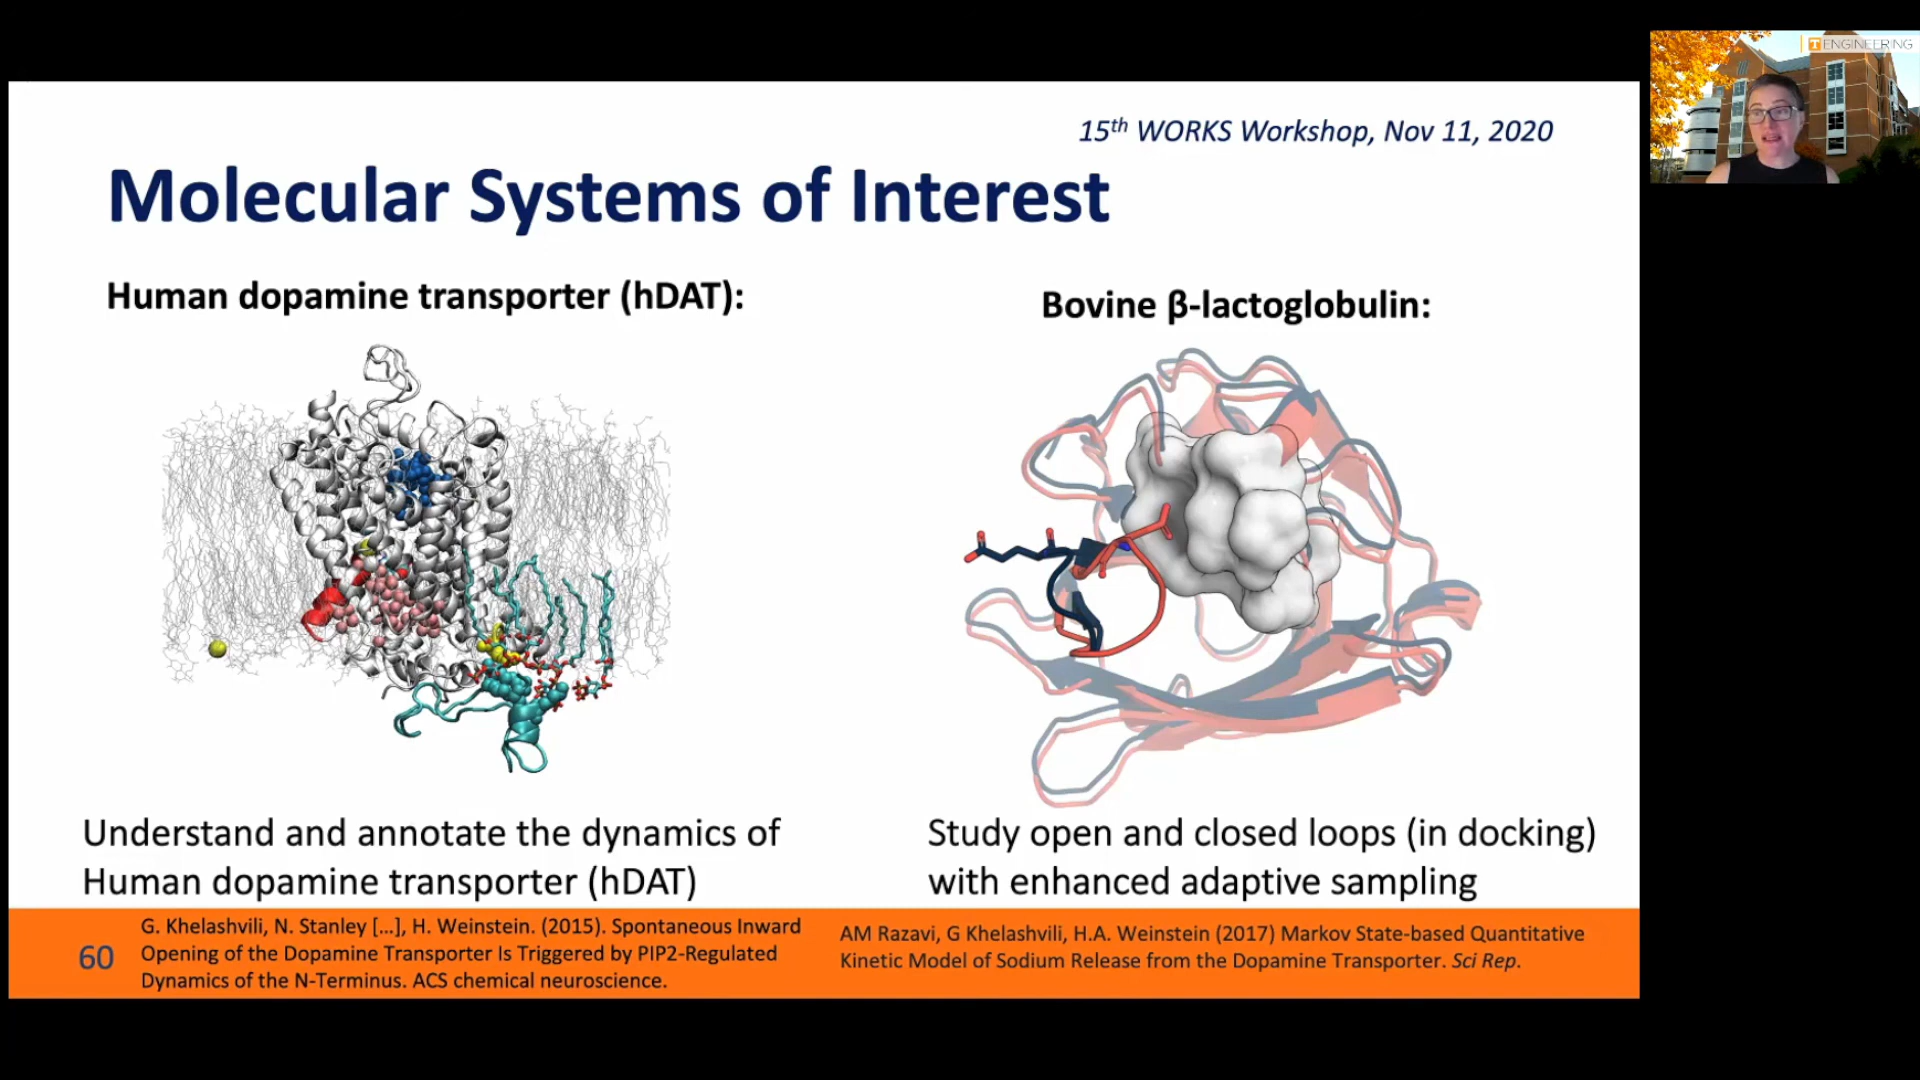 ENGINEERING
15th WORKS Workshop, Nov 11, 2020
Molecular Systems of Interest
Human dopamine transporter (hDAT):
Bovine β-lactoglobulin:
Understand and annotate the dynamics of
Human dopamine transporter (hDAT)
Study open and closed loops (in docking)
with enhanced adaptive sampling
60
G. Khelashvili, N. Stanley [...], H. Weinstein. (2015). Spontaneous Inward
Opening of the Dopamine Transporter Is Triggered by PIP2-Regulated
Dynamics of the N-Terminus. ACS chemical neuroscience.
AM Razavi, G Khelashvili, H.A. Weinstein (2017) Markov State-based Quantitative
Kinetic Model of Sodium Release from the Dopamine Transporter. Sci Rep.